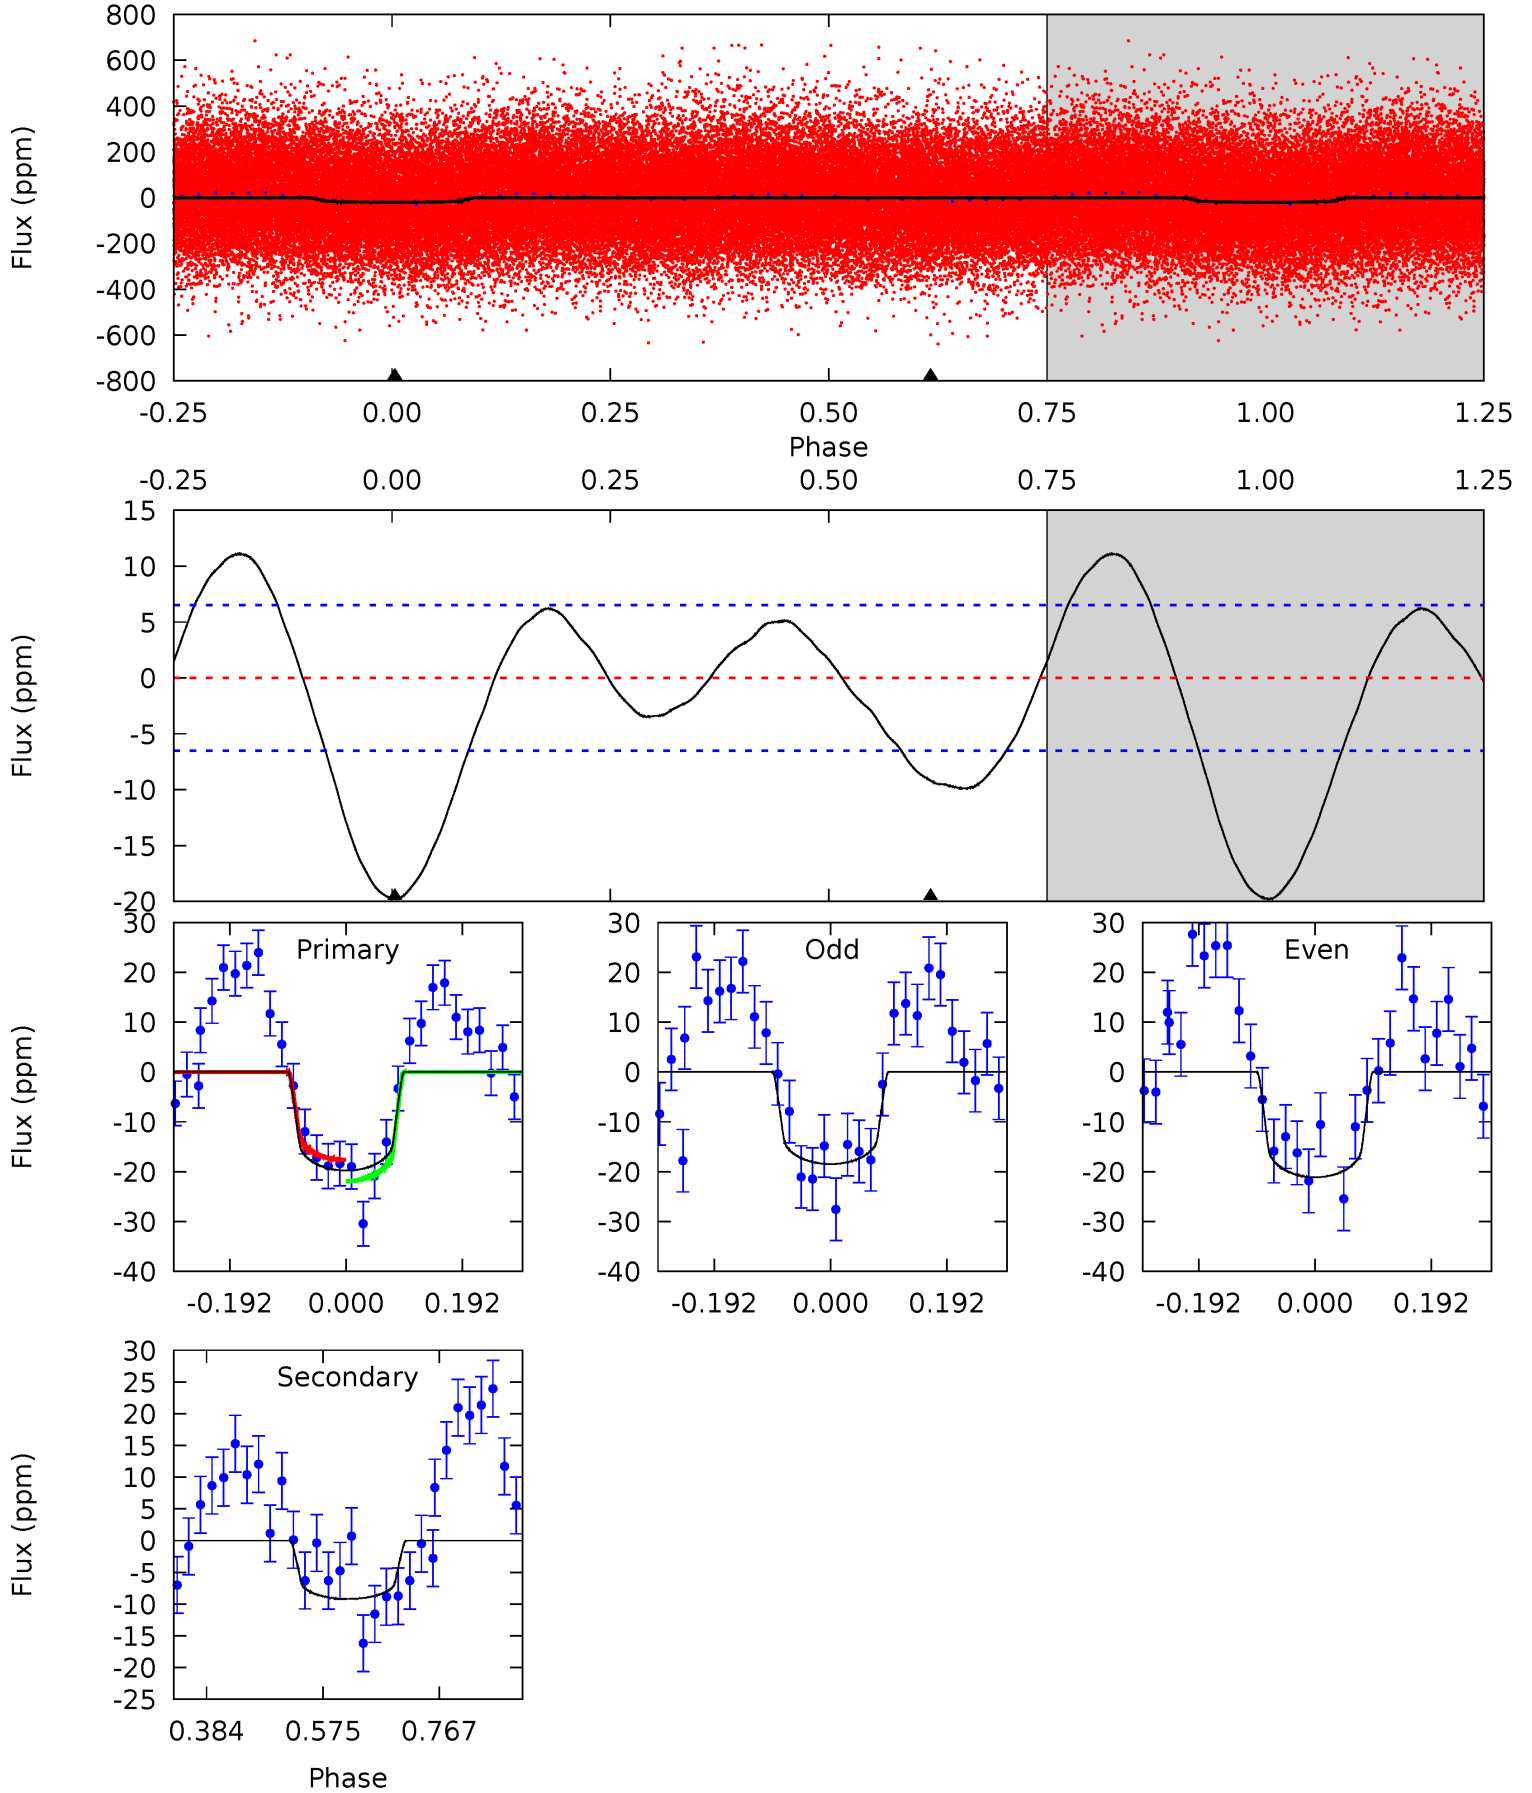 800
600
400
200
0
-200
-400
-600
-800
Flux (ppm)
-0.25 0.00 0.25 0.50 0.75 1.00 1.25
Phase
-0.25 0.00 0.25 0.50 0.75 1.00 1.25
15
10
5
0
-5
-10
-15
-20
Flux (ppm)
Primary Odd Even
30 30 30
20 20 20
10 10 10
0 0 0
-10 -10 -10
-20 -20 -20
-30 -30 -30
-40 -40 -40
Flux (ppm)
-0.192 0.000 0.192 -0.192 0.000 0.192 -0.192 0.000 0.192
Secondary
30
25
20
15
10
5
0
-5
-10
-15
-20
-25
Flux (ppm)
0.384 0.575 0.767
Phase